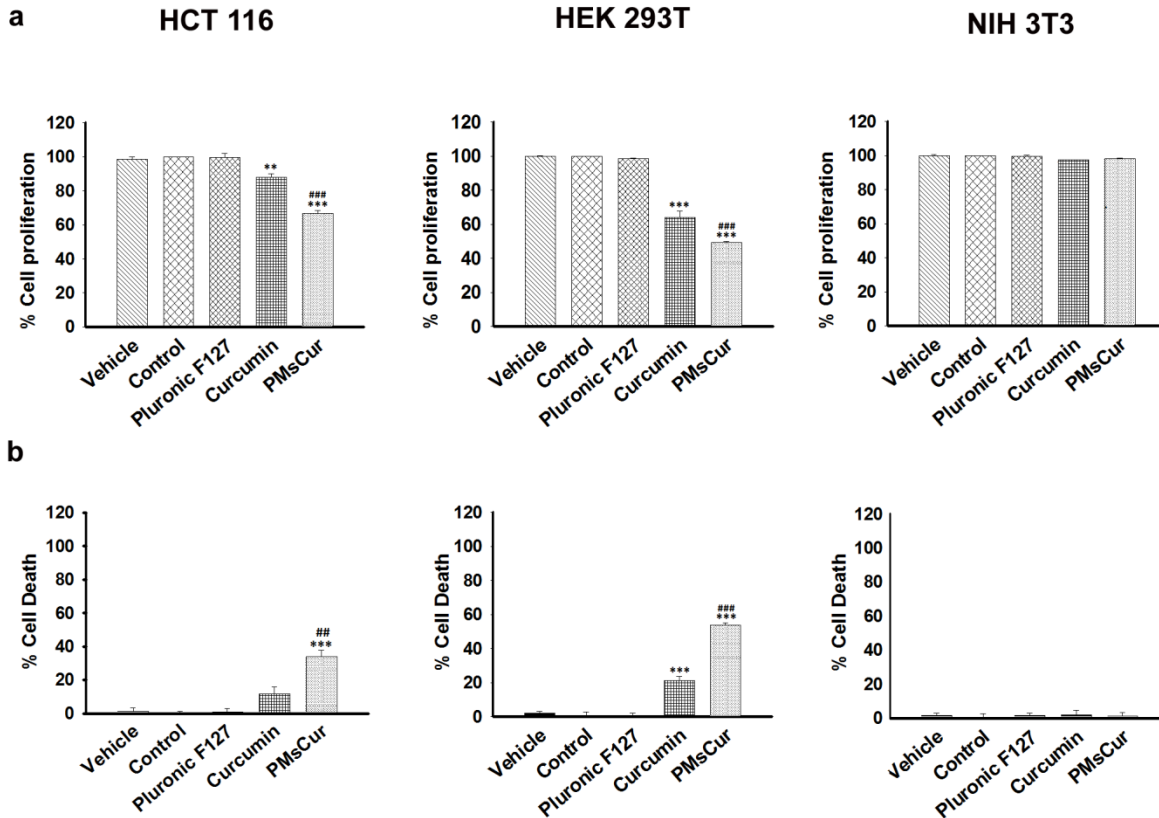 a
HCT 116
HEK 293T
NIH 3T3
% Cell proliferation
120
100
80
60
40
20
0
**
###
***
Vehicle
Control
Pluronic F127
Curcumin
PMsCur
% Cell proliferation
120
100
80
60
40
20
0
***
###
***
Vehicle
Control
Pluronic F127
Curcumin
PMsCur
% Cell proliferation
120
100
80
60
40
20
0
Vehicle
Control
Pluronic F127
Curcumin
PMsCur
b
% Cell Death
120
100
80
60
40
20
0
##
***
Vehicle
Control
Pluronic F127
Curcumin
PMsCur
% Cell Death
120
100
80
60
40
20
0
***
###
***
Vehicle
Control
Pluronic F127
Curcumin
PMsCur
% Cell Death
120
100
80
60
40
20
0
Vehicle
Control
Pluronic F127
Curcumin
PMsCur